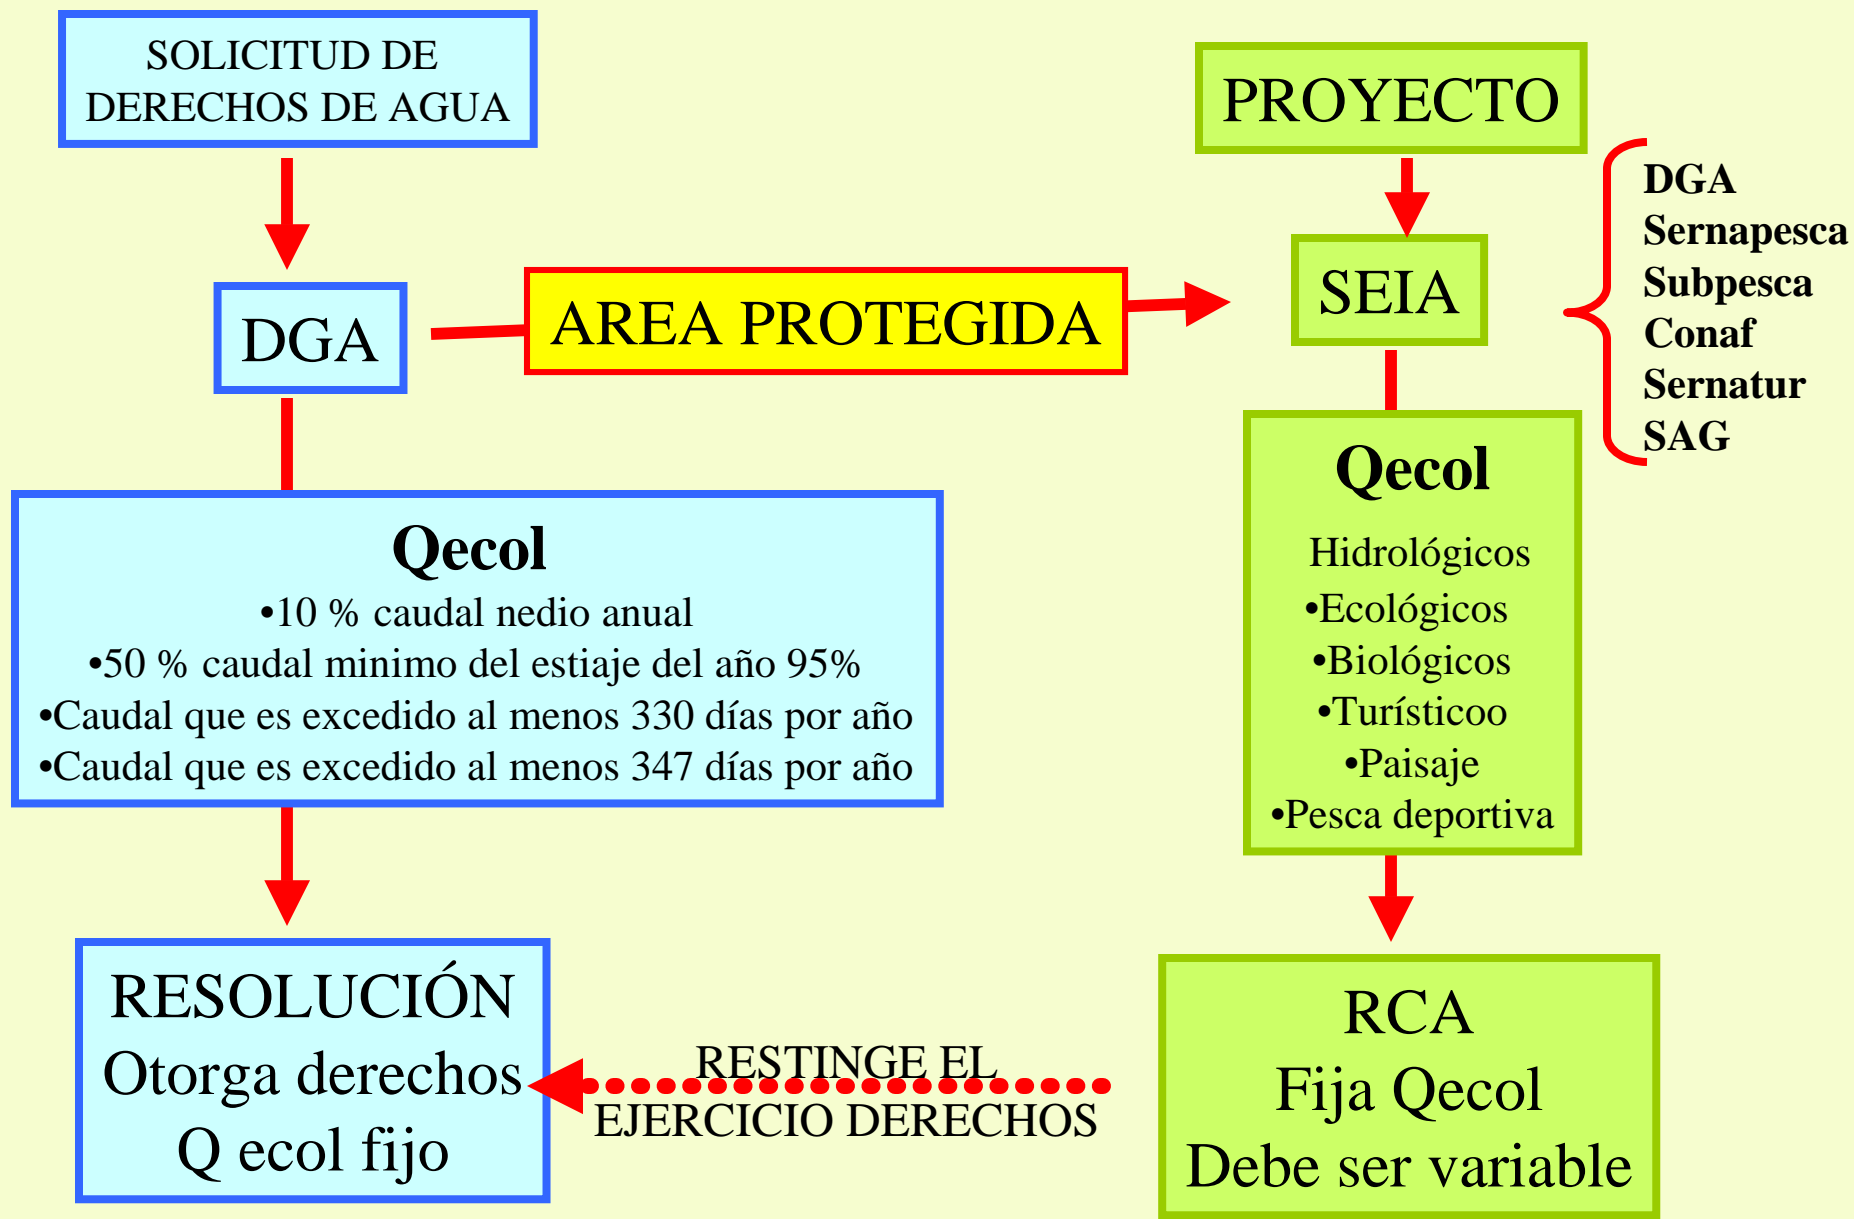 SOLICITUD DE
DERECHOS DE AGUA
DGA
AREA PROTEGIDA
Qecol
•10 % caudal nedio anual
•50 % caudal minimo del estiaje del año 95%
•Caudal que es excedido al menos 330 días por año
•Caudal que es excedido al menos 347 días por año
RESOLUCIÓN
Otorga derechos
Q ecol fijo
RESTINGE EL
EJERCICIO DERECHOS
PROYECTO
SEIA
DGA
Sernapesca
Subpesca
Conaf
Sernatur
SAG
Qecol
Hidrológicos
•Ecológicos
•Biológicos
•Turísticoo
•Paisaje
•Pesca deportiva
RCA
Fija Qecol
Debe ser variable